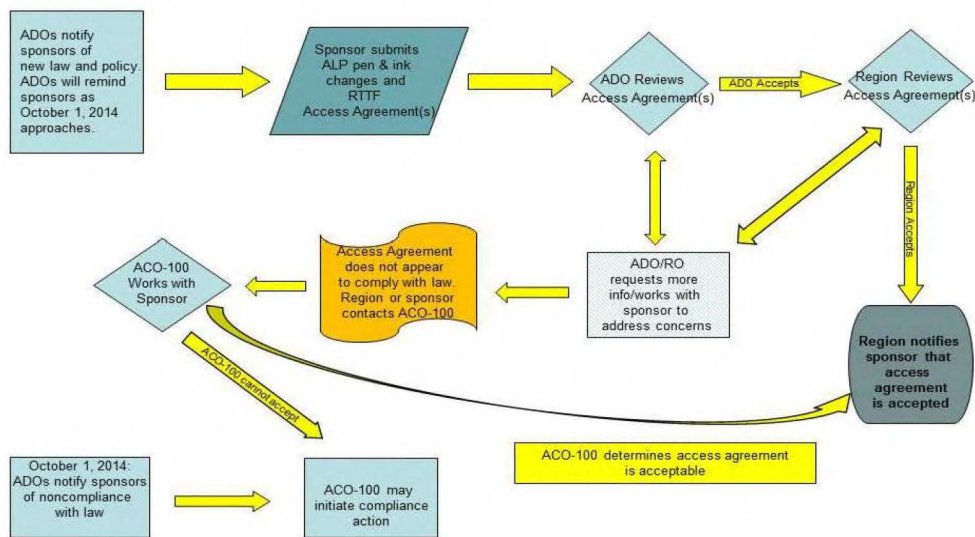 ADOs notify
sponsors of
new law and policy.
ADOs will remind
sponsors as
October 1, 2014
approaches.
Sponsor submits
ALP pen & ink
changes and
RTTF
Access Agreement(s)
ADO Reviews
Access Agreement(s)
ADO Accepts
Region Reviews
Access Agreement(s)
Region Accepts
ACO-100
Works with
Sponsor
Access Agreement
does not appear
to comply with law.
Region or sponsor
contacts ACO-100
ADO/RO
requests more
info/works with
sponsor to
address concerns
Region notifies
sponsor that
access
agreement
is accepted
ACO-100 cannot accept
ACO-100 determines access agreement
is acceptable
October 1, 2014:
ADOs notify sponsors
of noncompliance
with law
ACO-100 may
initiate compliance
action